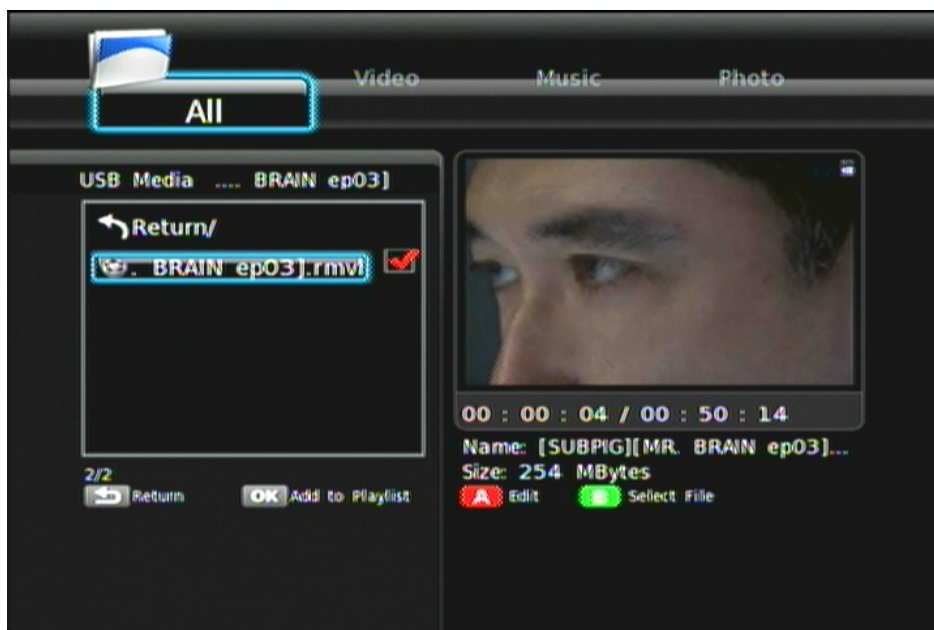 Video Music Photo
All
USB Media .... BRAIN ep03]
Return/
. BRAIN ep03].rmvb
00 : 00 : 04 / 00 : 50 : 14
Name: [SUBPIG][MR. BRAIN ep03]...
Size: 254 MBytes
2/2
Return OK Add to Playlist
A Edit B Select File